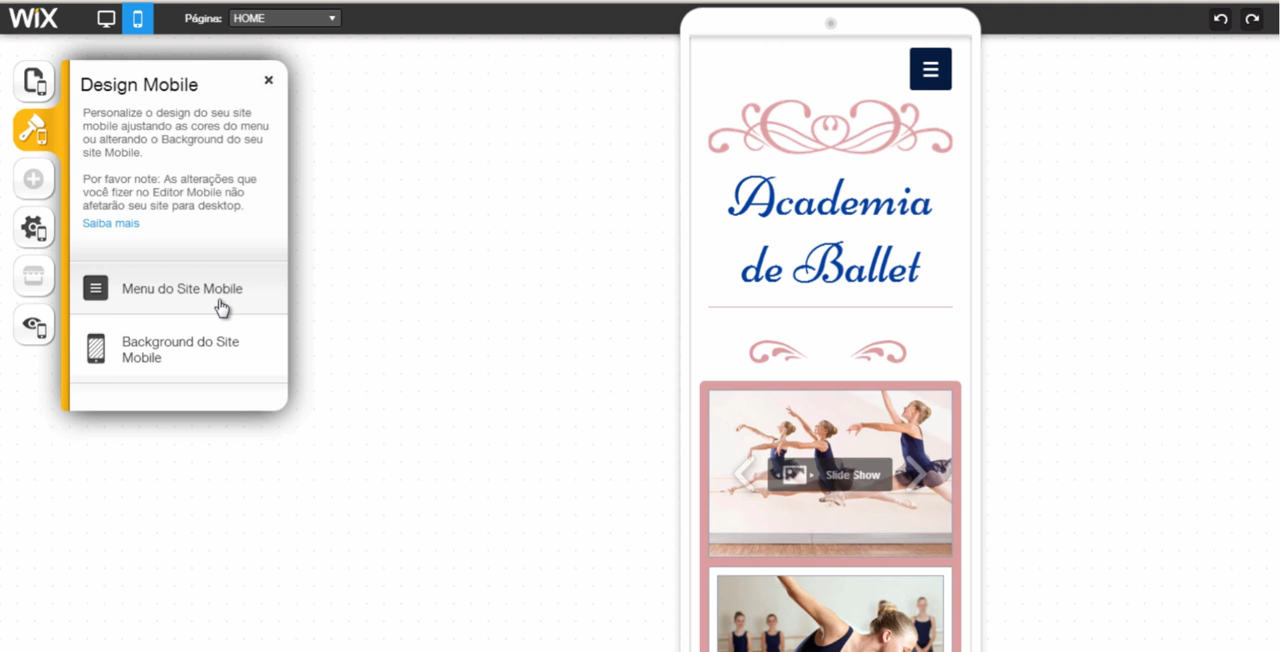 WiX
Página: HOME
Design Mobile
Personalize o design do seu site
mobile ajustando as cores do menu
ou alterando o Background do seu
site Mobile.
Por favor note: As alterações que
você fizer no Editor Mobile não
afetarão seu site para desktop.
Saiba mais
Menu do Site Mobile
Background do Site
Mobile
Academia
de Ballet
Slide Show